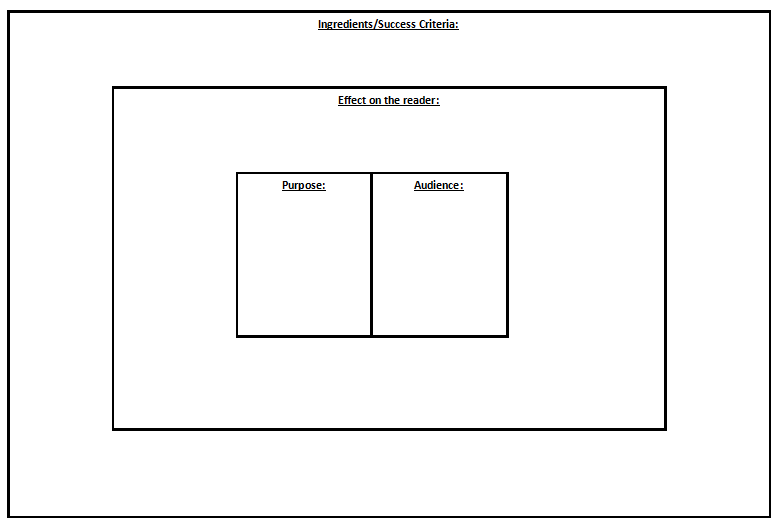 Ingredients/Success Criteria:
Effect on the reader:
Purpose:
Audience: